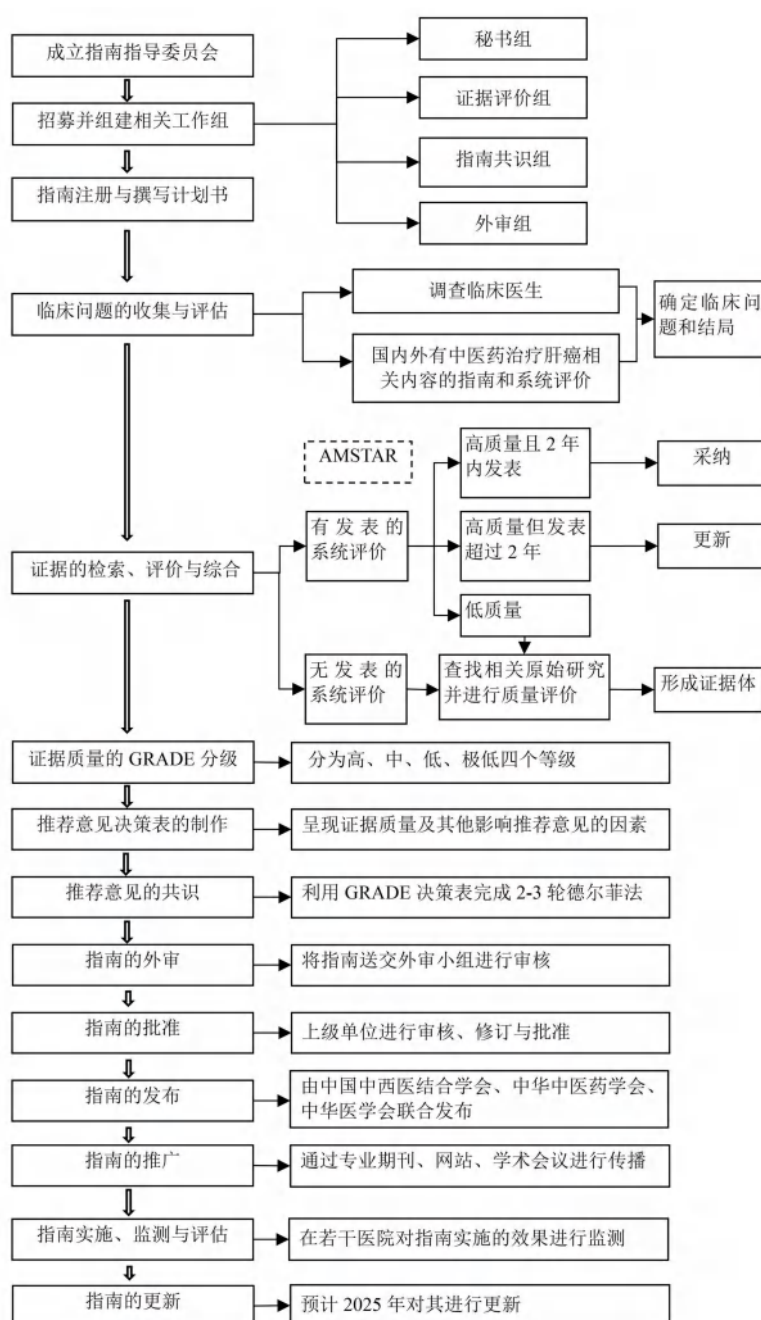 成立指南指导委员会
招募并组建相关工作组
秘书组
证据评价组
指南共识组
外审组
指南注册与撰写计划书
临床问题的收集与评估
调查临床医生
国内外有中医药治疗肝癌相
关内容的指南和系统评价
确定临床问
题和结局
证据的检索、评价与综合
AMSTAR
有发表的
系统评价
高质量且 2 年
内发表
采纳
高质量但发表
超过 2 年
更新
低质量
无发表的
系统评价
查找相关原始研究
并进行质量评价
形成证据体
证据质量的 GRADE 分级
分为高、中、低、极低四个等级
推荐意见决策表的制作
呈现证据质量及其他影响推荐意见的因素
推荐意见的共识
利用 GRADE 决策表完成 2-3 轮德尔菲法
指南的外审
将指南送交外审小组进行审核
指南的批准
上级单位进行审核、修订与批准
指南的发布
由中国中西医结合学会、中华中医药学会、
中华医学会联合发布
指南的推广
通过专业期刊、网站、学术会议进行传播
指南实施、监测与评估
在若干医院对指南实施的效果进行监测
指南的更新
预计 2025 年对其进行更新